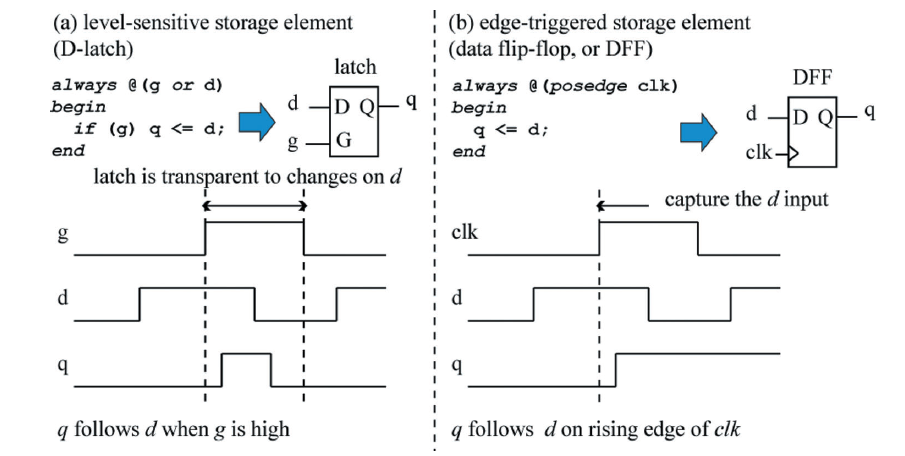 (a) level-sensitive storage element
(D-latch)
latch
always @(g or d)
begin
if (g) q <= d;
end
d
D Q
q
g
G
latch is transparent to changes on d
g
d
q
q follows d when g is high
(b) edge-triggered storage element
(data flip-flop, or DFF)
DFF
always @(posedge clk)
begin
q <= d;
end
d
D Q
q
clk
capture the d input
clk
d
q
q follows d on rising edge of clk